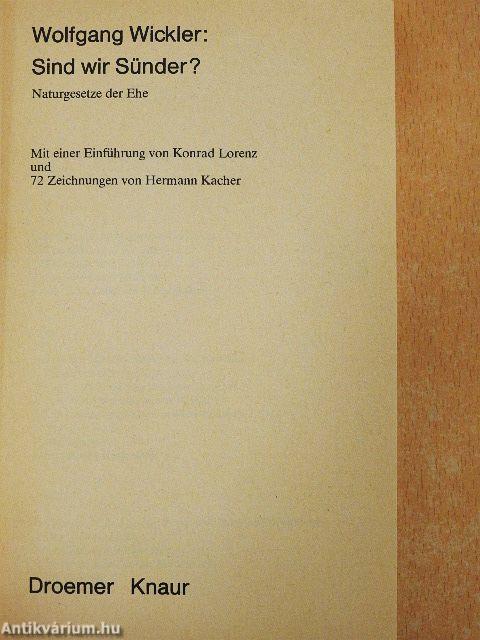 Wolfgang Wickler:
Sind wir Sünder?
Naturgesetze der Ehe
Mit einer Einführung von Konrad Lorenz
und
72 Zeichnungen von Hermann Kacher
Droemer Knaur
Antikvárium.hu